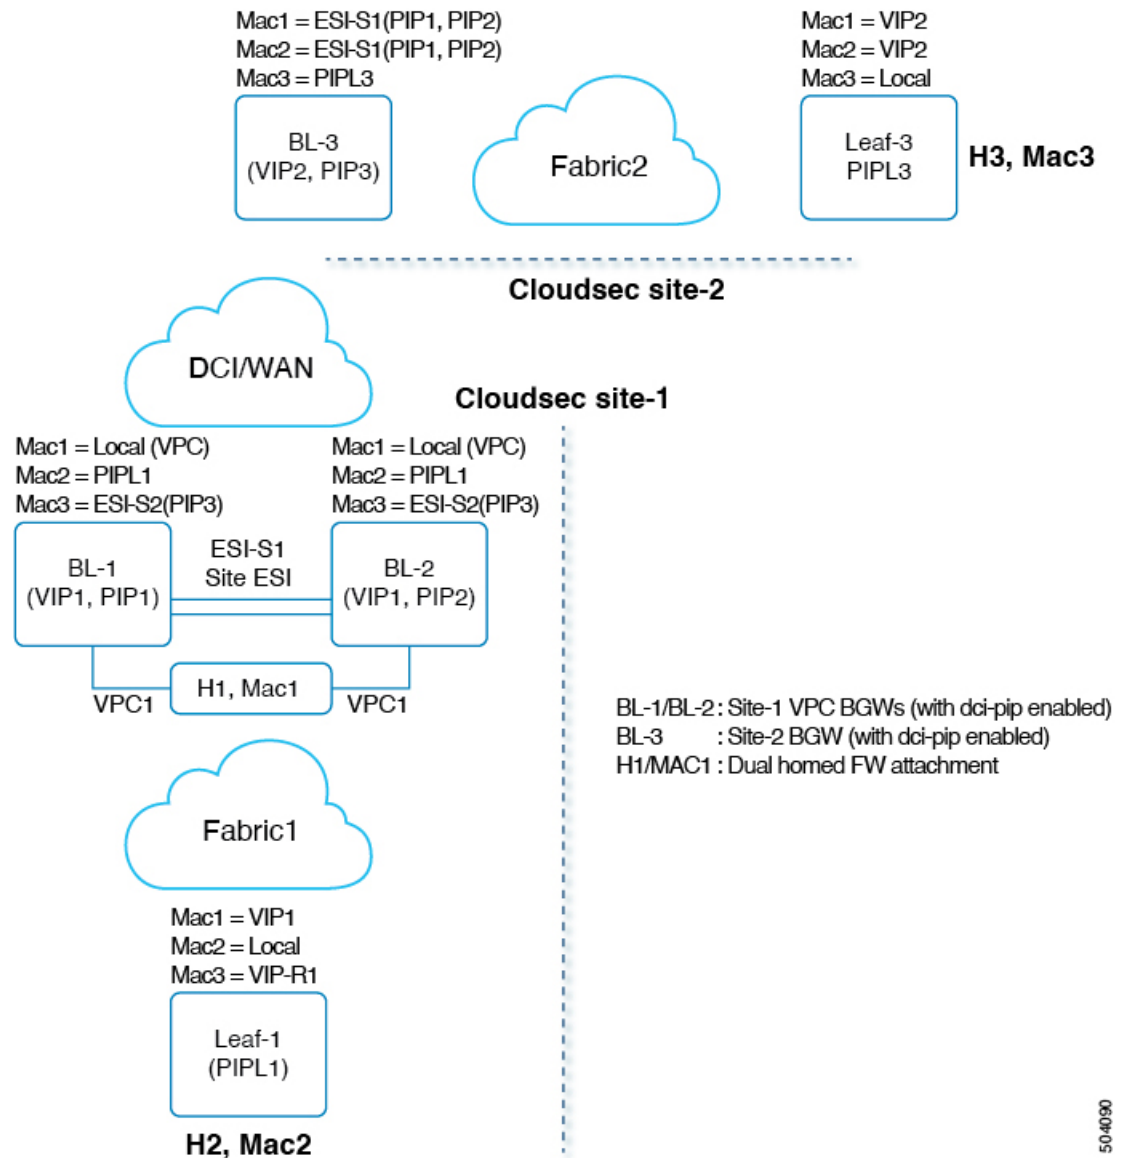 Mac1 = ESI-S1(PIP1, PIP2)
Mac2 = ESI-S1(PIP1, PIP2)
Mac3 = PIPL3
Mac1 = VIP2
Mac2 = VIP2
Mac3 = Local
BL-3
(VIP2, PIP3)
Fabric2
Leaf-3
PIPL3
H3, Mac3
Cloudsec site-2
DCI/WAN
Cloudsec site-1
Mac1 = Local (VPC)
Mac2 = PIPL1
Mac3 = ESI-S2(PIP3)
Mac1 = Local (VPC)
Mac2 = PIPL1
Mac3 = ESI-S2(PIP3)
BL-1
(VIP1, PIP1)
ESI-S1
Site ESI
BL-2
(VIP1, PIP2)
VPC1
H1, Mac1
VPC1
BL-1/BL-2 : Site-1 VPC BGWs (with dci-pip enabled)
BL-3 : Site-2 BGW (with dci-pip enabled)
H1/MAC1 : Dual homed FW attachment
Fabric1
Mac1 = VIP1
Mac2 = Local
Mac3 = VIP-R1
Leaf-1
(PIPL1)
H2, Mac2
504090